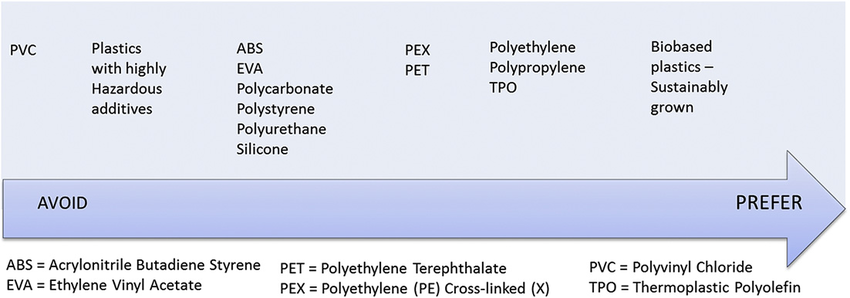 PVC
Plastics
with highly
Hazardous
additives
ABS
EVA
Polycarbonate
Polystyrene
Polyurethane
Silicone
PEX
PET
Polyethylene
Polypropylene
TPO
Biobased
plastics –
Sustainably
grown
AVOID
PREFER
ABS = Acrylonitrile Butadiene Styrene
EVA = Ethylene Vinyl Acetate
PET = Polyethylene Terephthalate
PEX = Polyethylene (PE) Cross-linked (X)
PVC = Polyvinyl Chloride
TPO = Thermoplastic Polyolefin